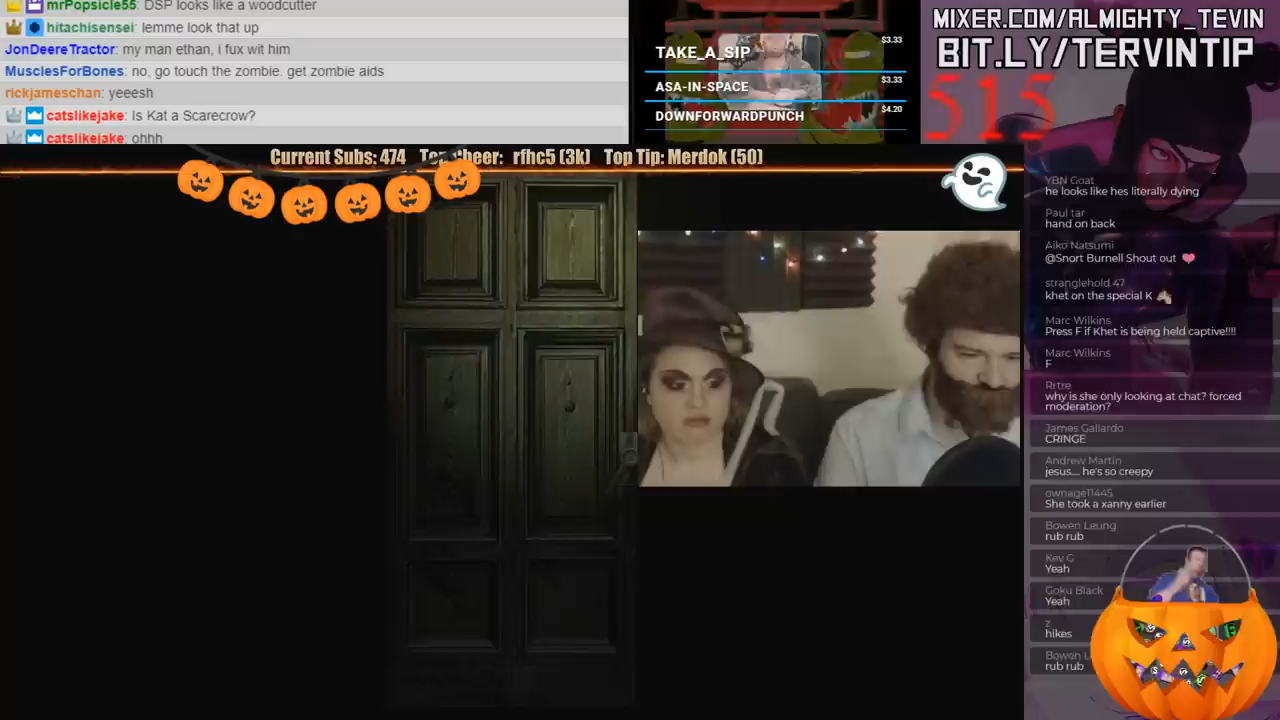 mrPopsicle55: DSP looks like a woodcutter
hitachisensei: lemme look that up
JonDeereTractor: my man ethan, i fux wit him
MusclesForBones: no, go touch the zombie. get zombie aids
rickjameschan: yeeesh
catslikejake: Is Kat a Scarecrow?
catslikejake: ohhh
TAKE_A_SIP $3.33
ASA-IN-SPACE $3.33
DOWNFORWARDPUNCH $4.20
MIXER.COM/ALMIGHTY_TEVIN
BIT.LY/TERVINTIP
515
Current Subs: 474 Top Cheer: rfhc5 (3k) Top Tip: Merdok (50)
YBN Goat
he looks like hes literally dying
Paul tar
hand on back
Aiko Natsumi
@Snort Burnell Shout out
stranglehold 47
khet on the special K
Marc Wilkins
Press F if Khet is being held captive!!!!
Marc Wilkins
F
Rrtre
why is she only looking at chat? forced
moderation?
James Gallardo
CRINGE
Andrew Martin
jesus.... he's so creepy
ownage11445
She took a xanny earlier
Bowen Leung
rub rub
Kev G
Yeah
Goku Black
Yeah
z
hikes
Bowen L
rub rub